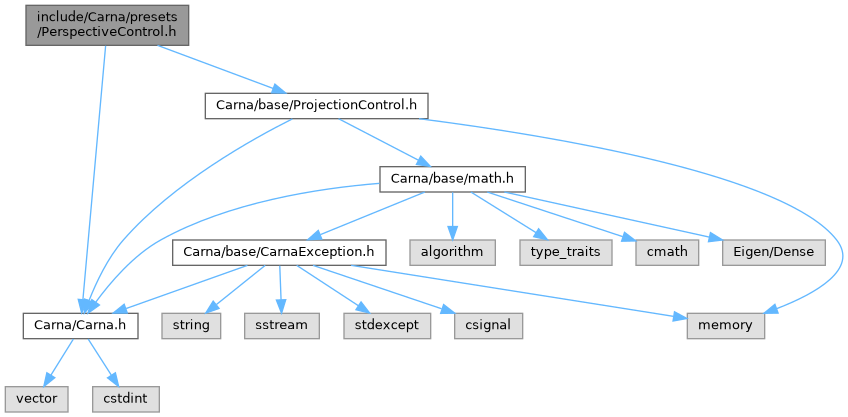 include/Carna/presets
/PerspectiveControl.h
Carna/base/ProjectionControl.h
Carna/base/math.h
Carna/base/CarnaException.h
algorithm
type_traits
cmath
Eigen/Dense
Carna/Carna.h
string
sstream
stdexcept
csignal
memory
vector
cstdint